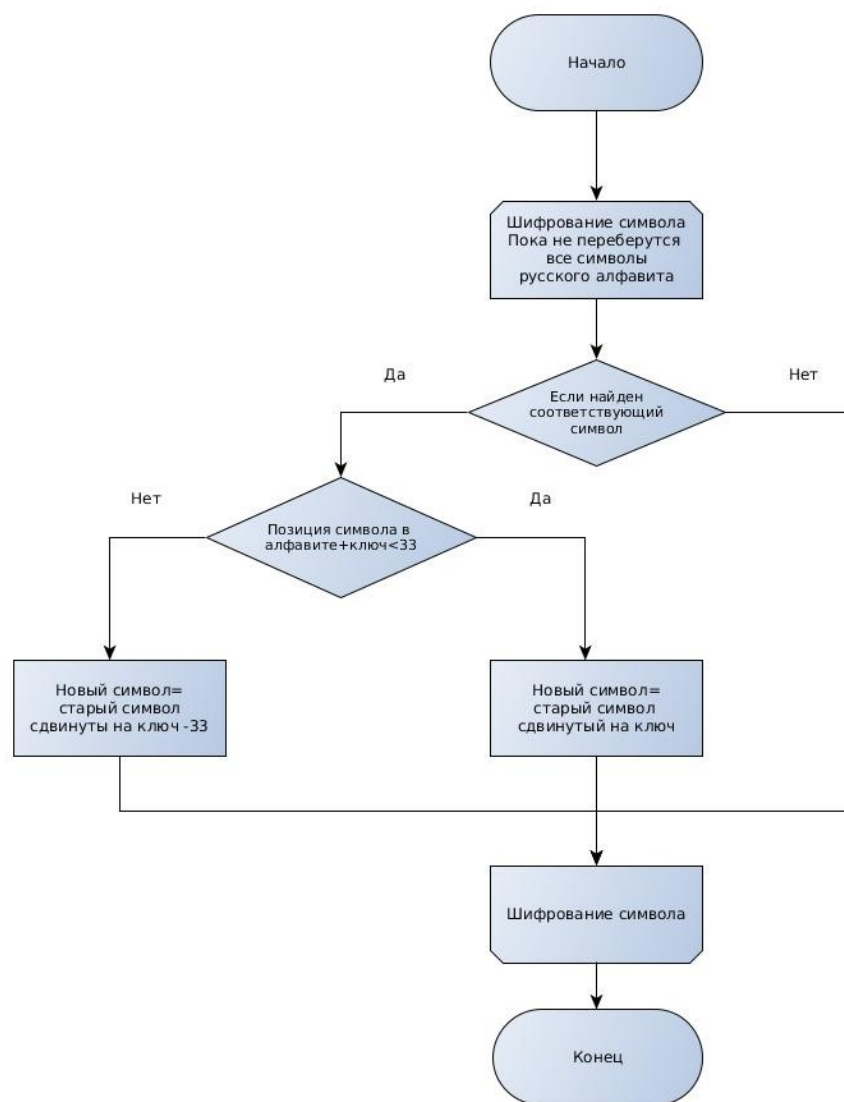 Начало
Шифрование символа
Пока не переберутся
все символы
русского алфавита
Да
Нет
Если найден
соответствующий
символ
Нет
Да
Позиция символа в
алфавите+ключ<33
Новый символ=
старый символ
сдвинуты на ключ -33
Новый символ=
старый символ
сдвинутый на ключ
Шифрование символа
Конец